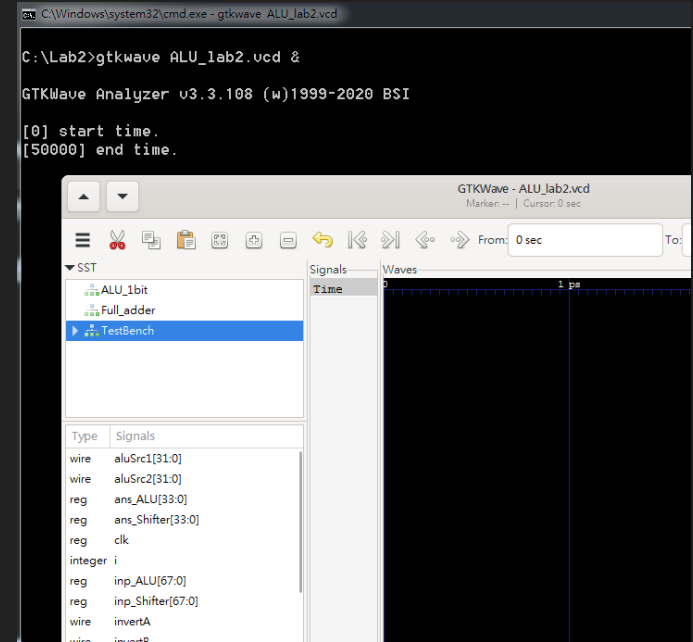 C:\Windows\system32\cmd.exe - gtkwave ALU_lab2.vcd
C:\Lab2>gtkwave ALU_lab2.vcd &
GTKWave Analyzer v3.3.108 (w)1999-2020 BSI
[0] start time.
[50000] end time.
GTKWave - ALU_lab2.vcd
Marker: -- | Cursor: 0 sec
From: 0 sec To:
SST
Signals
Waves
ALU_1bit
Time
0 1 ps
Full_adder
TestBench
Type Signals
wire aluSrc1[31:0]
wire aluSrc2[31:0]
reg ans_ALU[33:0]
reg ans_Shifter[33:0]
reg clk
integer i
reg inp_ALU[67:0]
reg inp_Shifter[67:0]
wire invertA
wire invertB